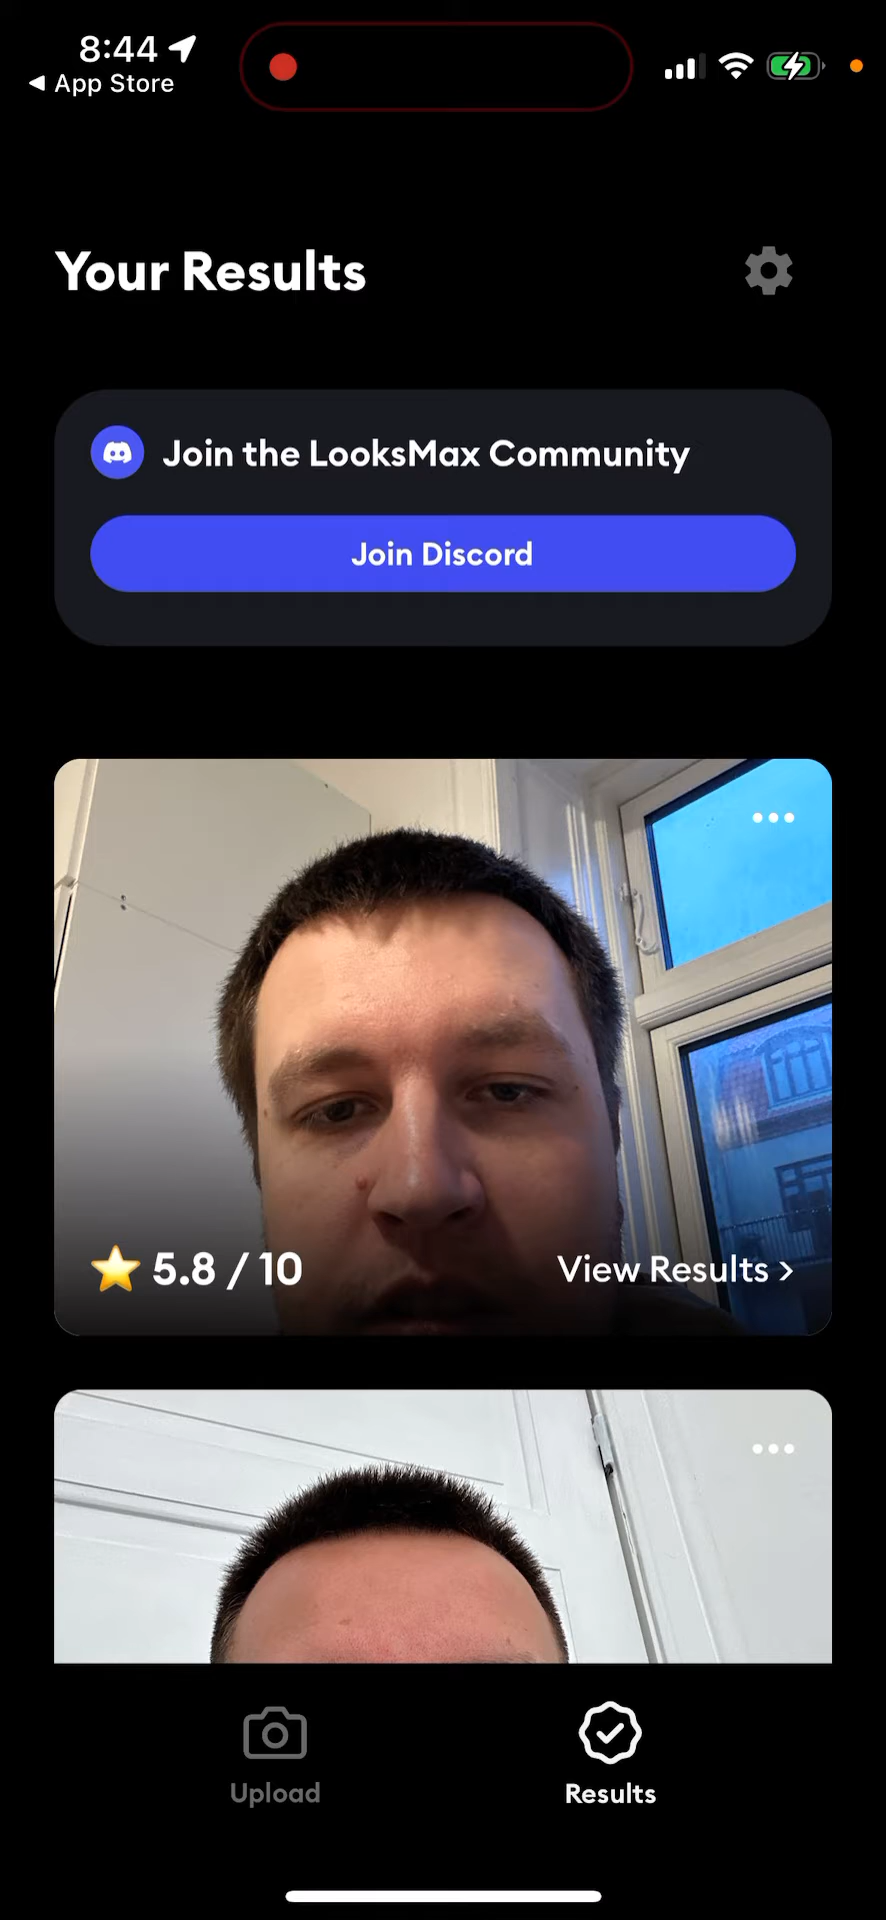 8:44
App Store
Your Results
Join the LooksMax Community
Join Discord
5.8 / 10
View Results >
Upload
Results